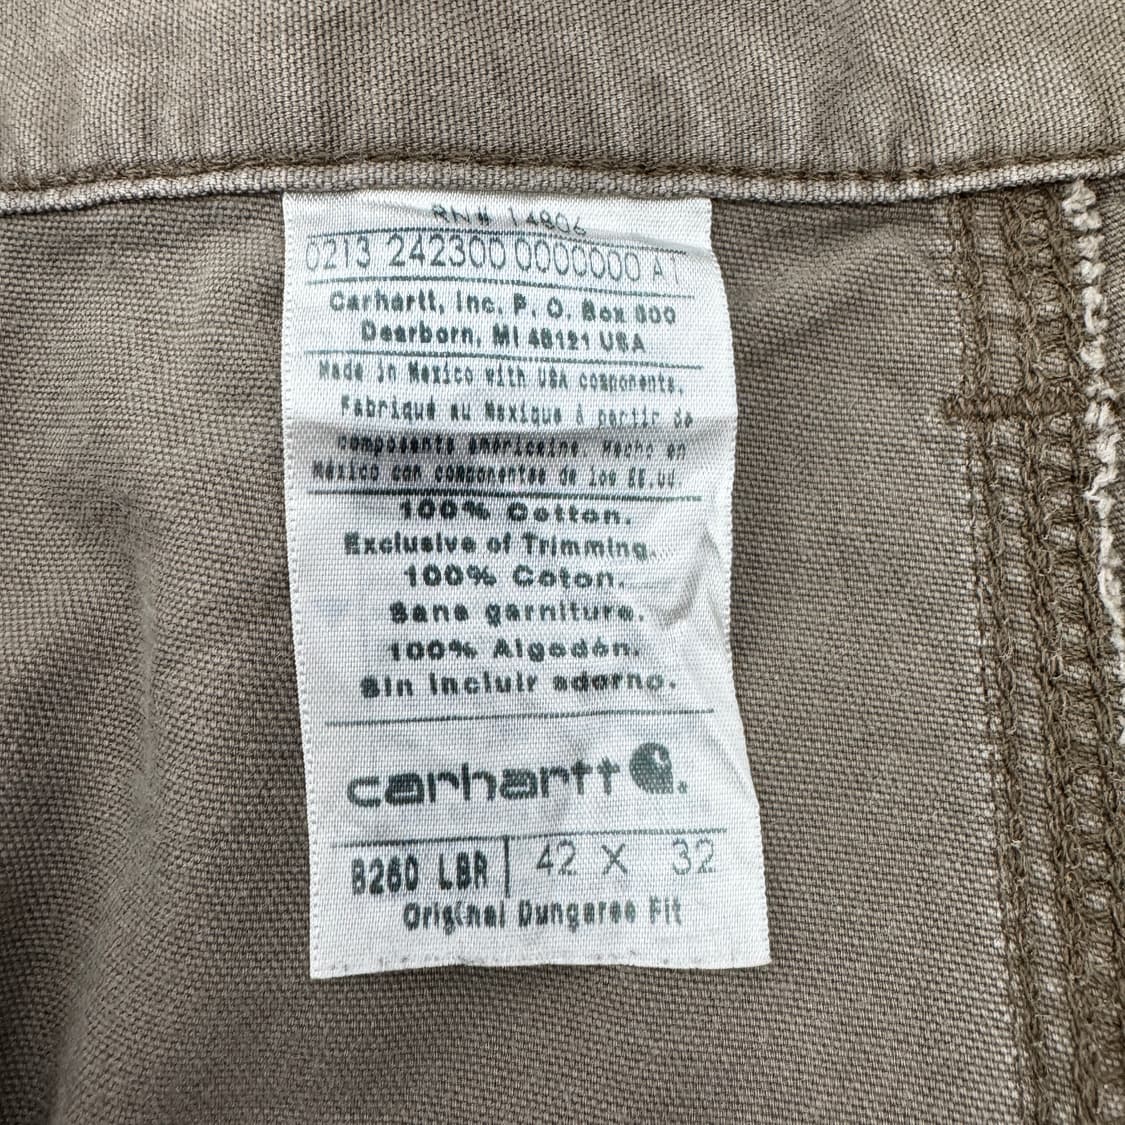 RN# 14806
0213 242300 0000000 A1
Carhartt, Inc. P. O. Box 600
Dearborn, MI 48121 USA
Made in Mexico with USA components.
Fabriqué au Mexique à partir de
composants américains. Hecho en
México con componentes de los EE.UU.
100% Cotton.
Exclusive of Trimming.
100% Coton.
Sans garniture.
100% Algodón.
Sin incluir adorno.
carhartt
B260 LBR | 42 X 32
Original Dungaree Fit